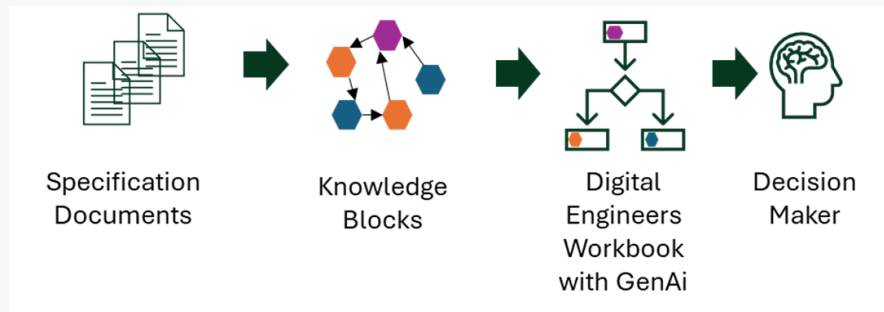 Specification
Documents
Knowledge
Blocks
Digital
Engineers
Workbook
with GenAi
Decision
Maker